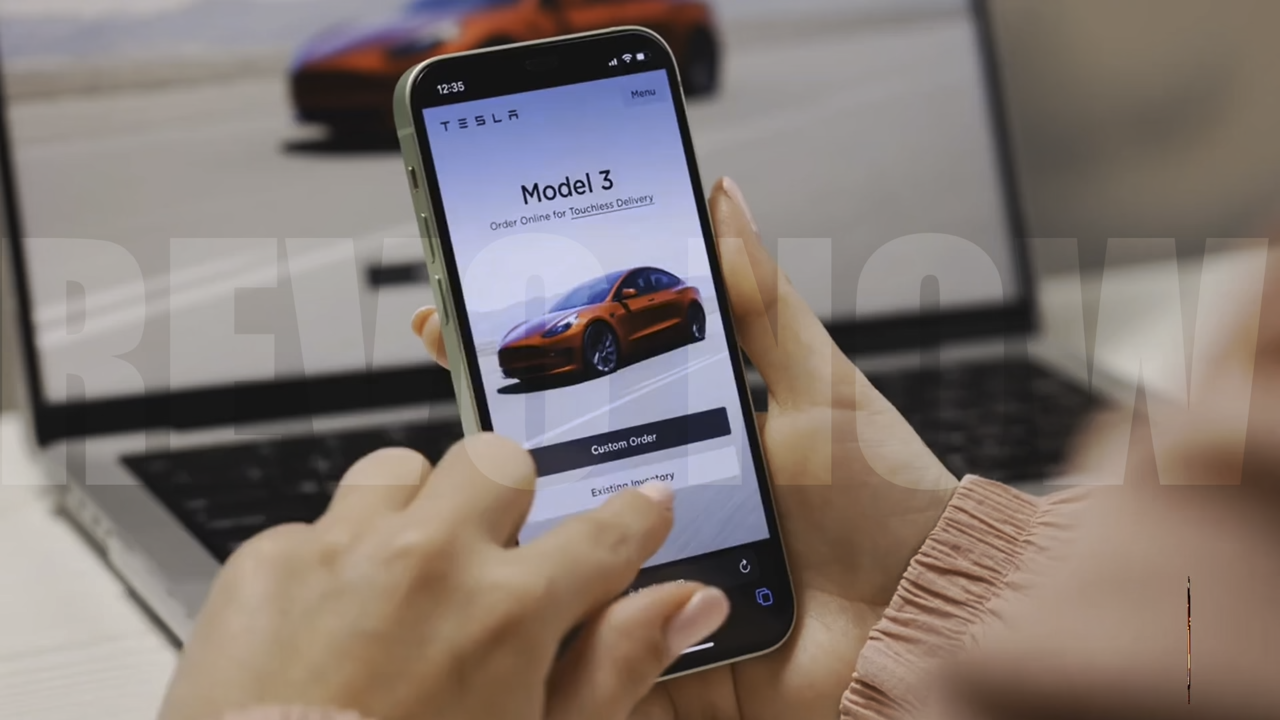 12:35
Menu
TESLA
Model 3
Order Online for Touchless Delivery
Custom Order
Existing Inventory
REVO NOW